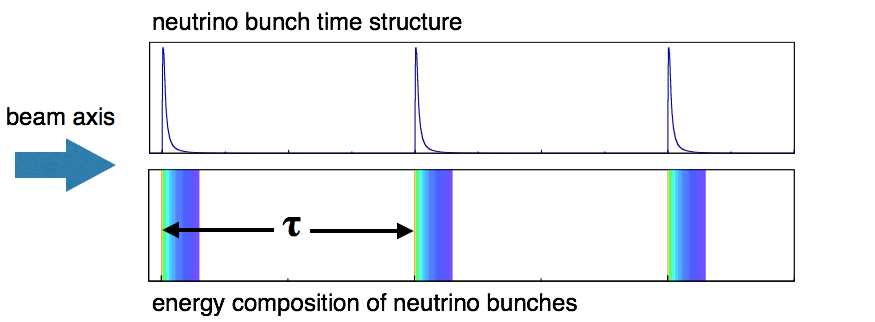 neutrino bunch time structure
beam axis
τ
energy composition of neutrino bunches